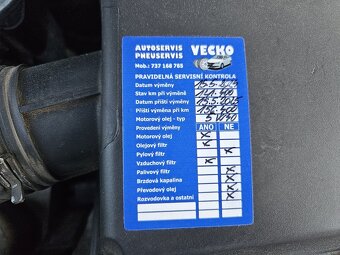 AUTOSERVIS
PNEUSERVIS
Mob.: 737 168 785
VECKO
PRAVIDELNÁ SERVISNÍ KONTROLA
Datum výměny
Stav km při výměně
Datum příští výměny
Příští výměna při km
Motorový olej - typ
Provedení výměny ANO NE
Motorový olej X
Olejový filtr X
Pylový filtr X
Vzduchový filtr X
Palivový filtr X
Brzdová kapalina X
Převodový olej X
Rozvodovka a ostatní X